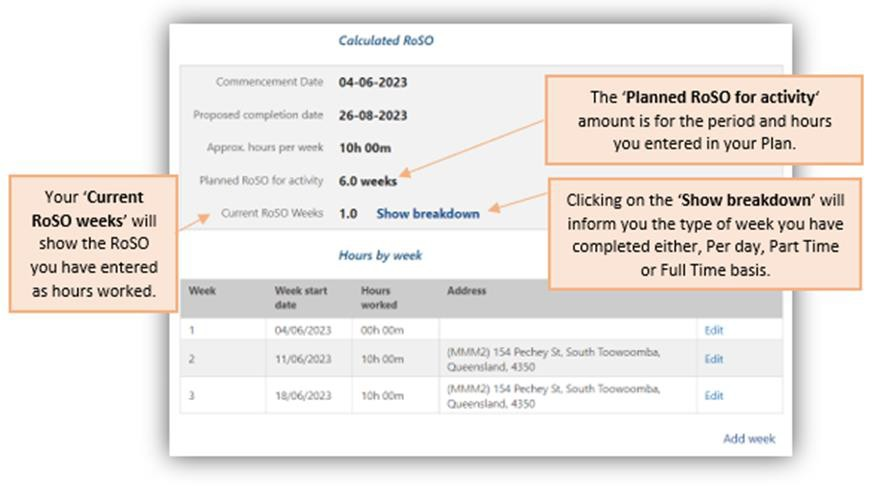 Calculated RoSO
Commencement Date 04-06-2023
Proposed completion date 26-08-2023
Approx. hours per week 10h 00m
Planned RoSO for activity 6.0 weeks
Current RoSO Weeks 1.0 Show breakdown
The ‘Planned RoSO for activity‘
amount is for the period and hours
you entered in your Plan.
Your ‘Current
RoSO weeks’ will
show the RoSO
you have entered
as hours worked.
Clicking on the ‘Show breakdown’ will
inform you the type of week you have
completed either, Per day, Part Time
or Full Time basis.
Hours by week
Week Week start date Hours worked Address
1 04/06/2023 00h 00m Edit
2 11/06/2023 10h 00m (MMM2) 154 Pechey St, South Toowoomba,
Queensland, 4350 Edit
3 18/06/2023 10h 00m (MMM2) 154 Pechey St, South Toowoomba,
Queensland, 4350 Edit
Add week